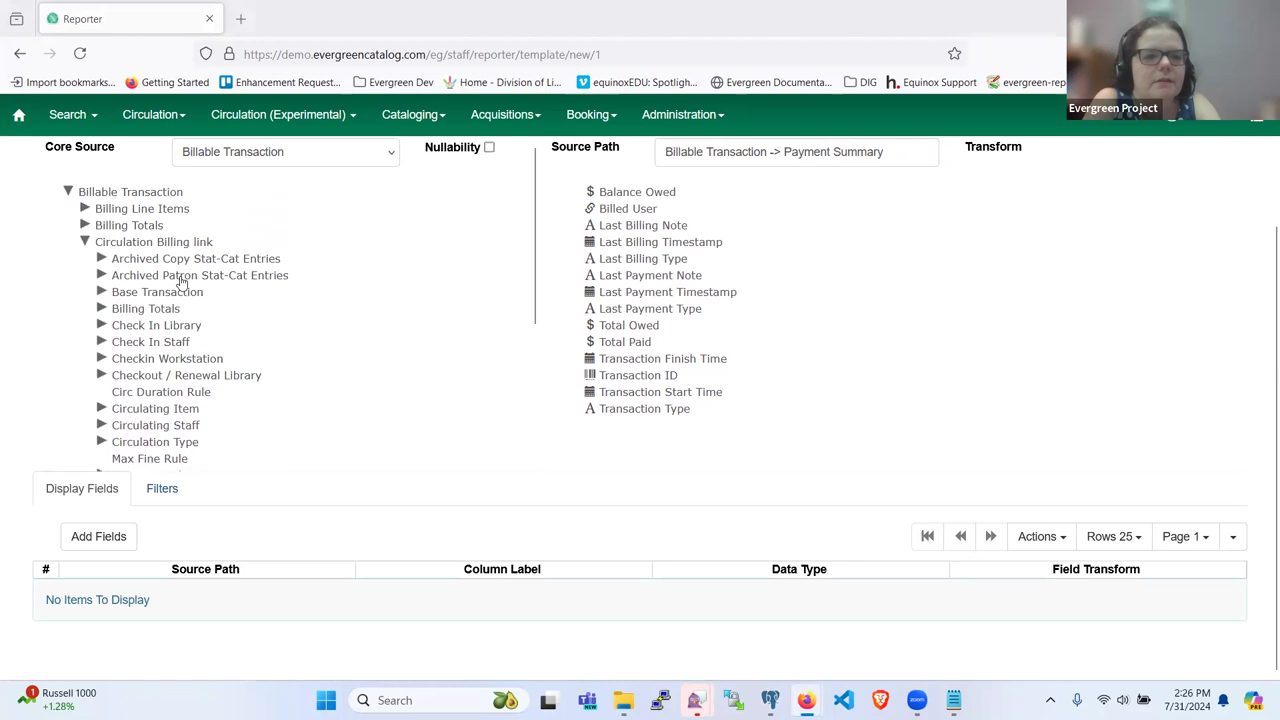 Reporter
https://demo.evergreencatalog.com/eg/staff/reporter/template/new/1
Import bookmarks...
Getting Started
Enhancement Request...
Evergreen Dev
Home - Division of Li...
equinoxEDU: Spotligh...
Evergreen Documenta...
DIG
Equinox Support
evergreen-rep
Evergreen Project
Search
Circulation
Circulation (Experimental)
Cataloging
Acquisitions
Booking
Administration
Core Source
Billable Transaction
Nullability
Source Path
Billable Transaction -> Payment Summary
Transform
Billable Transaction
Billing Line Items
Billing Totals
Circulation Billing link
Archived Copy Stat-Cat Entries
Archived Patron Stat-Cat Entries
Base Transaction
Billing Totals
Check In Library
Check In Staff
Checkin Workstation
Checkout / Renewal Library
Circ Duration Rule
Circulating Item
Circulating Staff
Circulation Type
Max Fine Rule
Balance Owed
Billed User
Last Billing Note
Last Billing Timestamp
Last Billing Type
Last Payment Note
Last Payment Timestamp
Last Payment Type
Total Owed
Total Paid
Transaction Finish Time
Transaction ID
Transaction Start Time
Transaction Type
Display Fields
Filters
Add Fields
Actions
Rows 25
Page 1
# Source Path Column Label Data Type Field Transform
No Items To Display
1
Russell 1000
+1.28%
Search
NEW
2:26 PM
7/31/2024
PRE